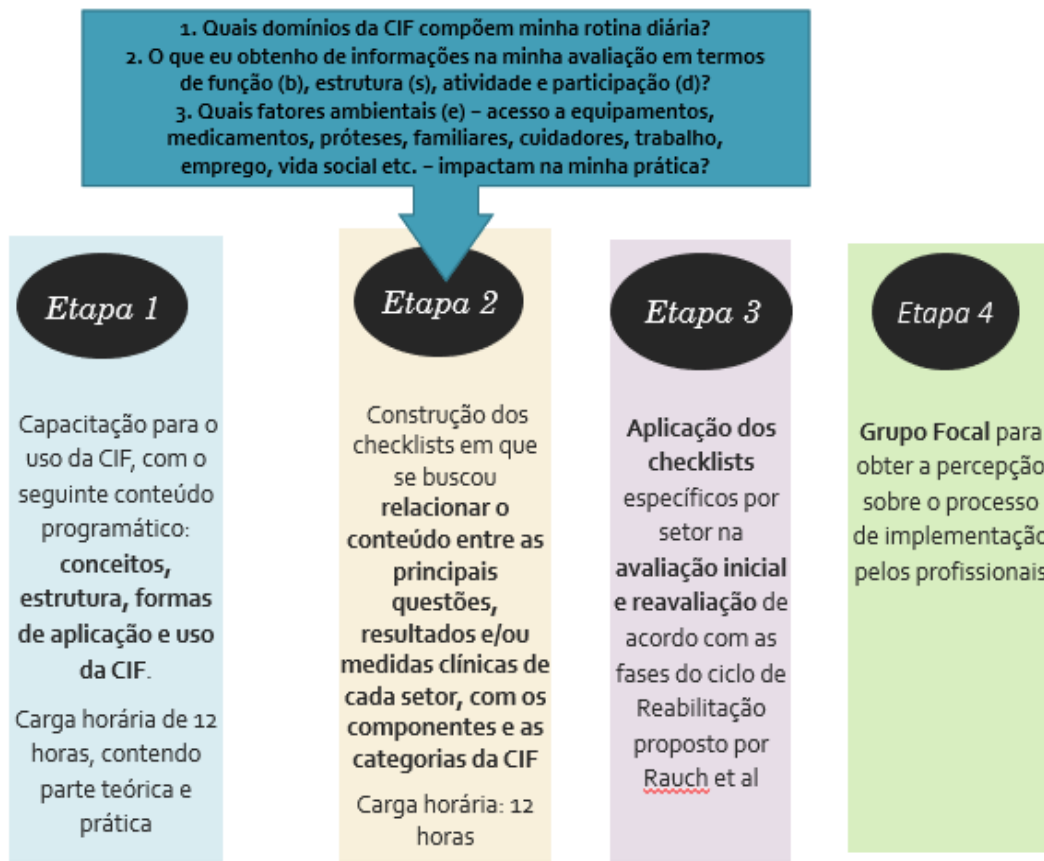 1. Quais domínios da CIF compõem minha rotina diária?
2. O que eu obtenho de informações na minha avaliação em termos
de função (b), estrutura (s), atividade e participação (d)?
3. Quais fatores ambientais (e) – acesso a equipamentos,
medicamentos, próteses, familiares, cuidadores, trabalho,
emprego, vida social etc. – impactam na minha prática?
Etapa 1
Capacitação para o
uso da CIF, com o
seguinte conteúdo
programático:
conceitos,
estrutura, formas
de aplicação e uso
da CIF.
Carga horária de 12
horas, contendo
parte teórica e
prática
Etapa 2
Construção dos
checklists em que
se buscou
relacionar o
conteúdo entre as
principais
questões,
resultados e/ou
medidas clínicas de
cada setor, com os
componentes e as
categorias da CIF
Carga horária: 12
horas
Etapa 3
Aplicação dos
checklists
específicos por
setor na
avaliação inicial
e reavaliação de
acordo com as
fases do ciclo de
Reabilitação
proposto por
Rauch et al
Etapa 4
Grupo Focal para
obter a percepção
sobre o processo
de implementação
pelos profissionais